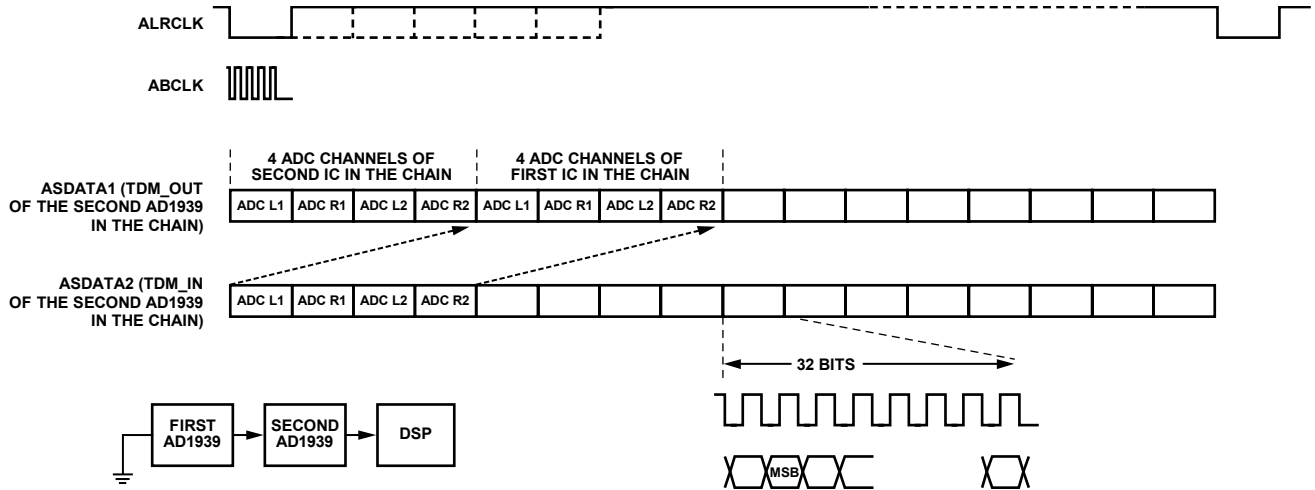 ALRCLK
ABCLK
4 ADC CHANNELS OF
SECOND IC IN THE CHAIN
4 ADC CHANNELS OF
FIRST IC IN THE CHAIN
ASDATA1 (TDM_OUT
OF THE SECOND AD1939
IN THE CHAIN)
ADC L1 ADC R1 ADC L2 ADC R2 ADC L1 ADC R1 ADC L2 ADC R2
ASDATA2 (TDM_IN
OF THE SECOND AD1939
IN THE CHAIN)
ADC L1 ADC R1 ADC L2 ADC R2
32 BITS
FIRST
AD1939
SECOND
AD1939
DSP
MSB